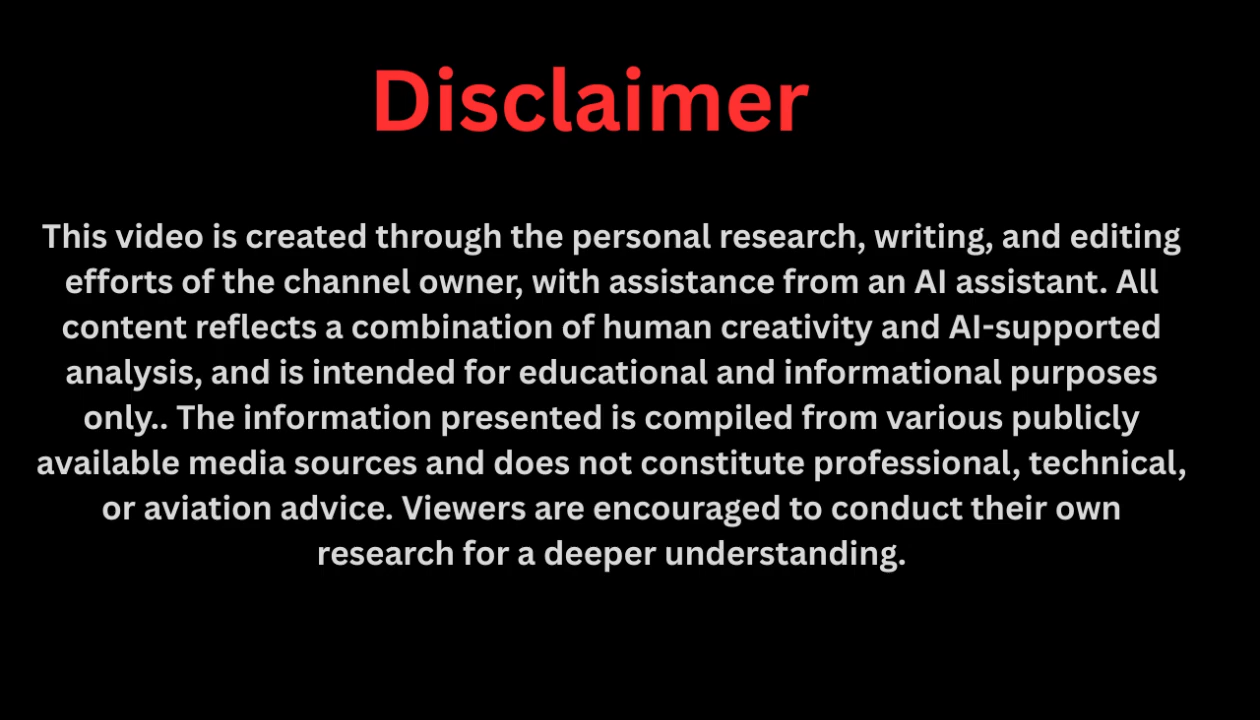 Disclaimer
This video is created through the personal research, writing, and editing
efforts of the channel owner, with assistance from an AI assistant. All
content reflects a combination of human creativity and AI-supported
analysis, and is intended for educational and informational purposes
only.. The information presented is compiled from various publicly
available media sources and does not constitute professional, technical,
or aviation advice. Viewers are encouraged to conduct their own
research for a deeper understanding.